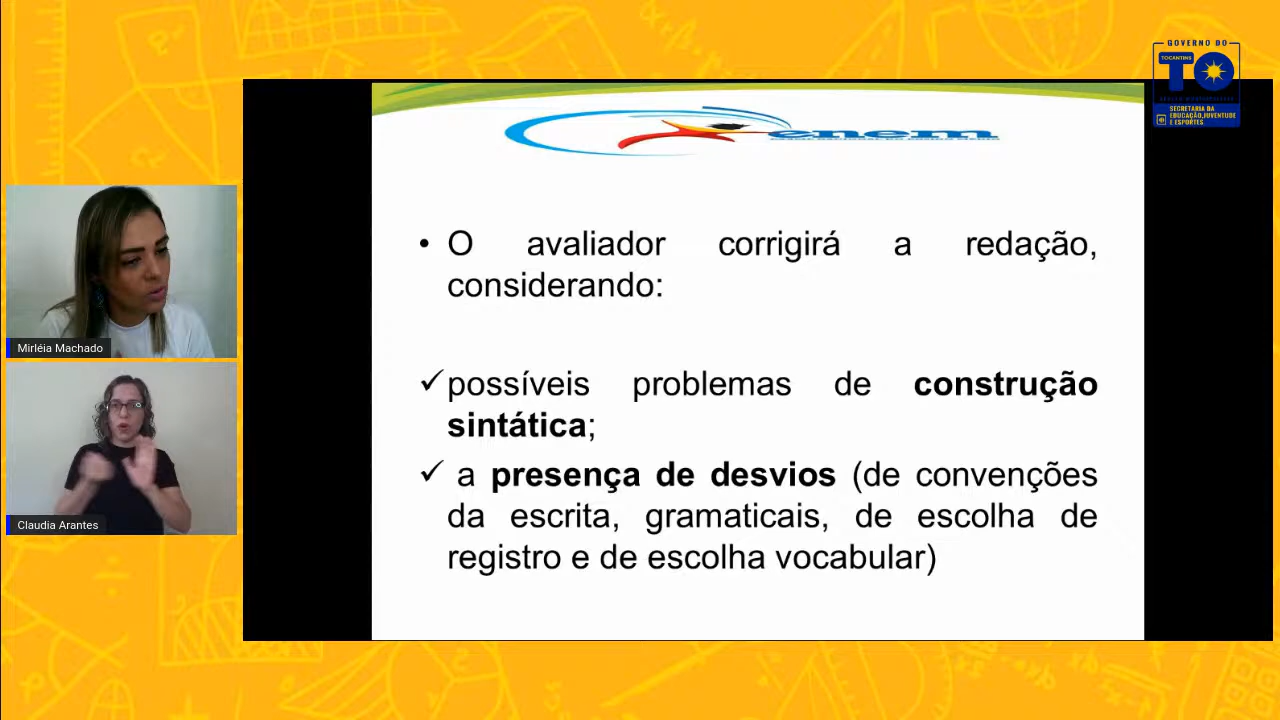 GOVERNO DO
TOCANTINS
TO
SECRETARIA DA
EDUCAÇÃO, JUVENTUDE
E ESPORTES
enem
• O avaliador corrigirá a redação,
considerando:
✓possíveis problemas de construção
sintática;
✓ a presença de desvios (de convenções
da escrita, gramaticais, de escolha de
registro e de escolha vocabular)
Mirléia Machado
Claudia Arantes